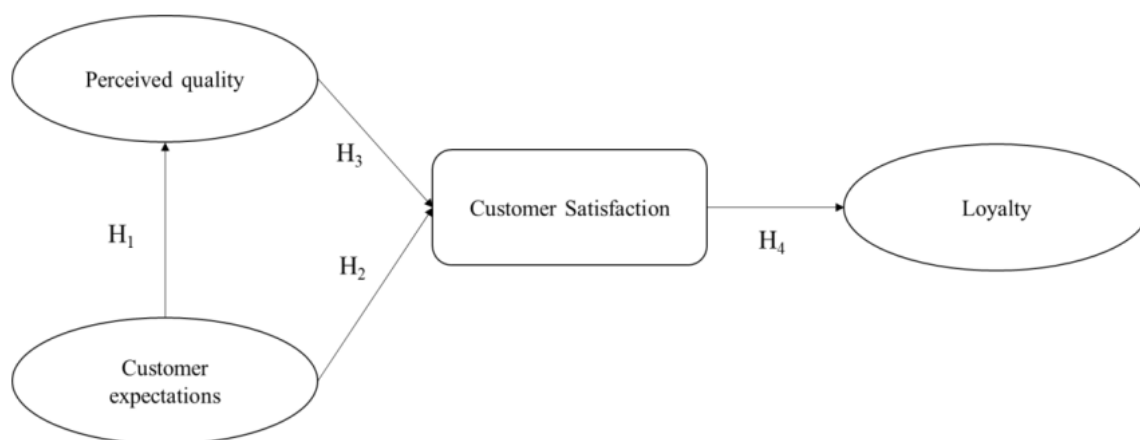 Perceived quality
H₃
Customer Satisfaction
Loyalty
H₁
H₂
H₄
Customer
expectations